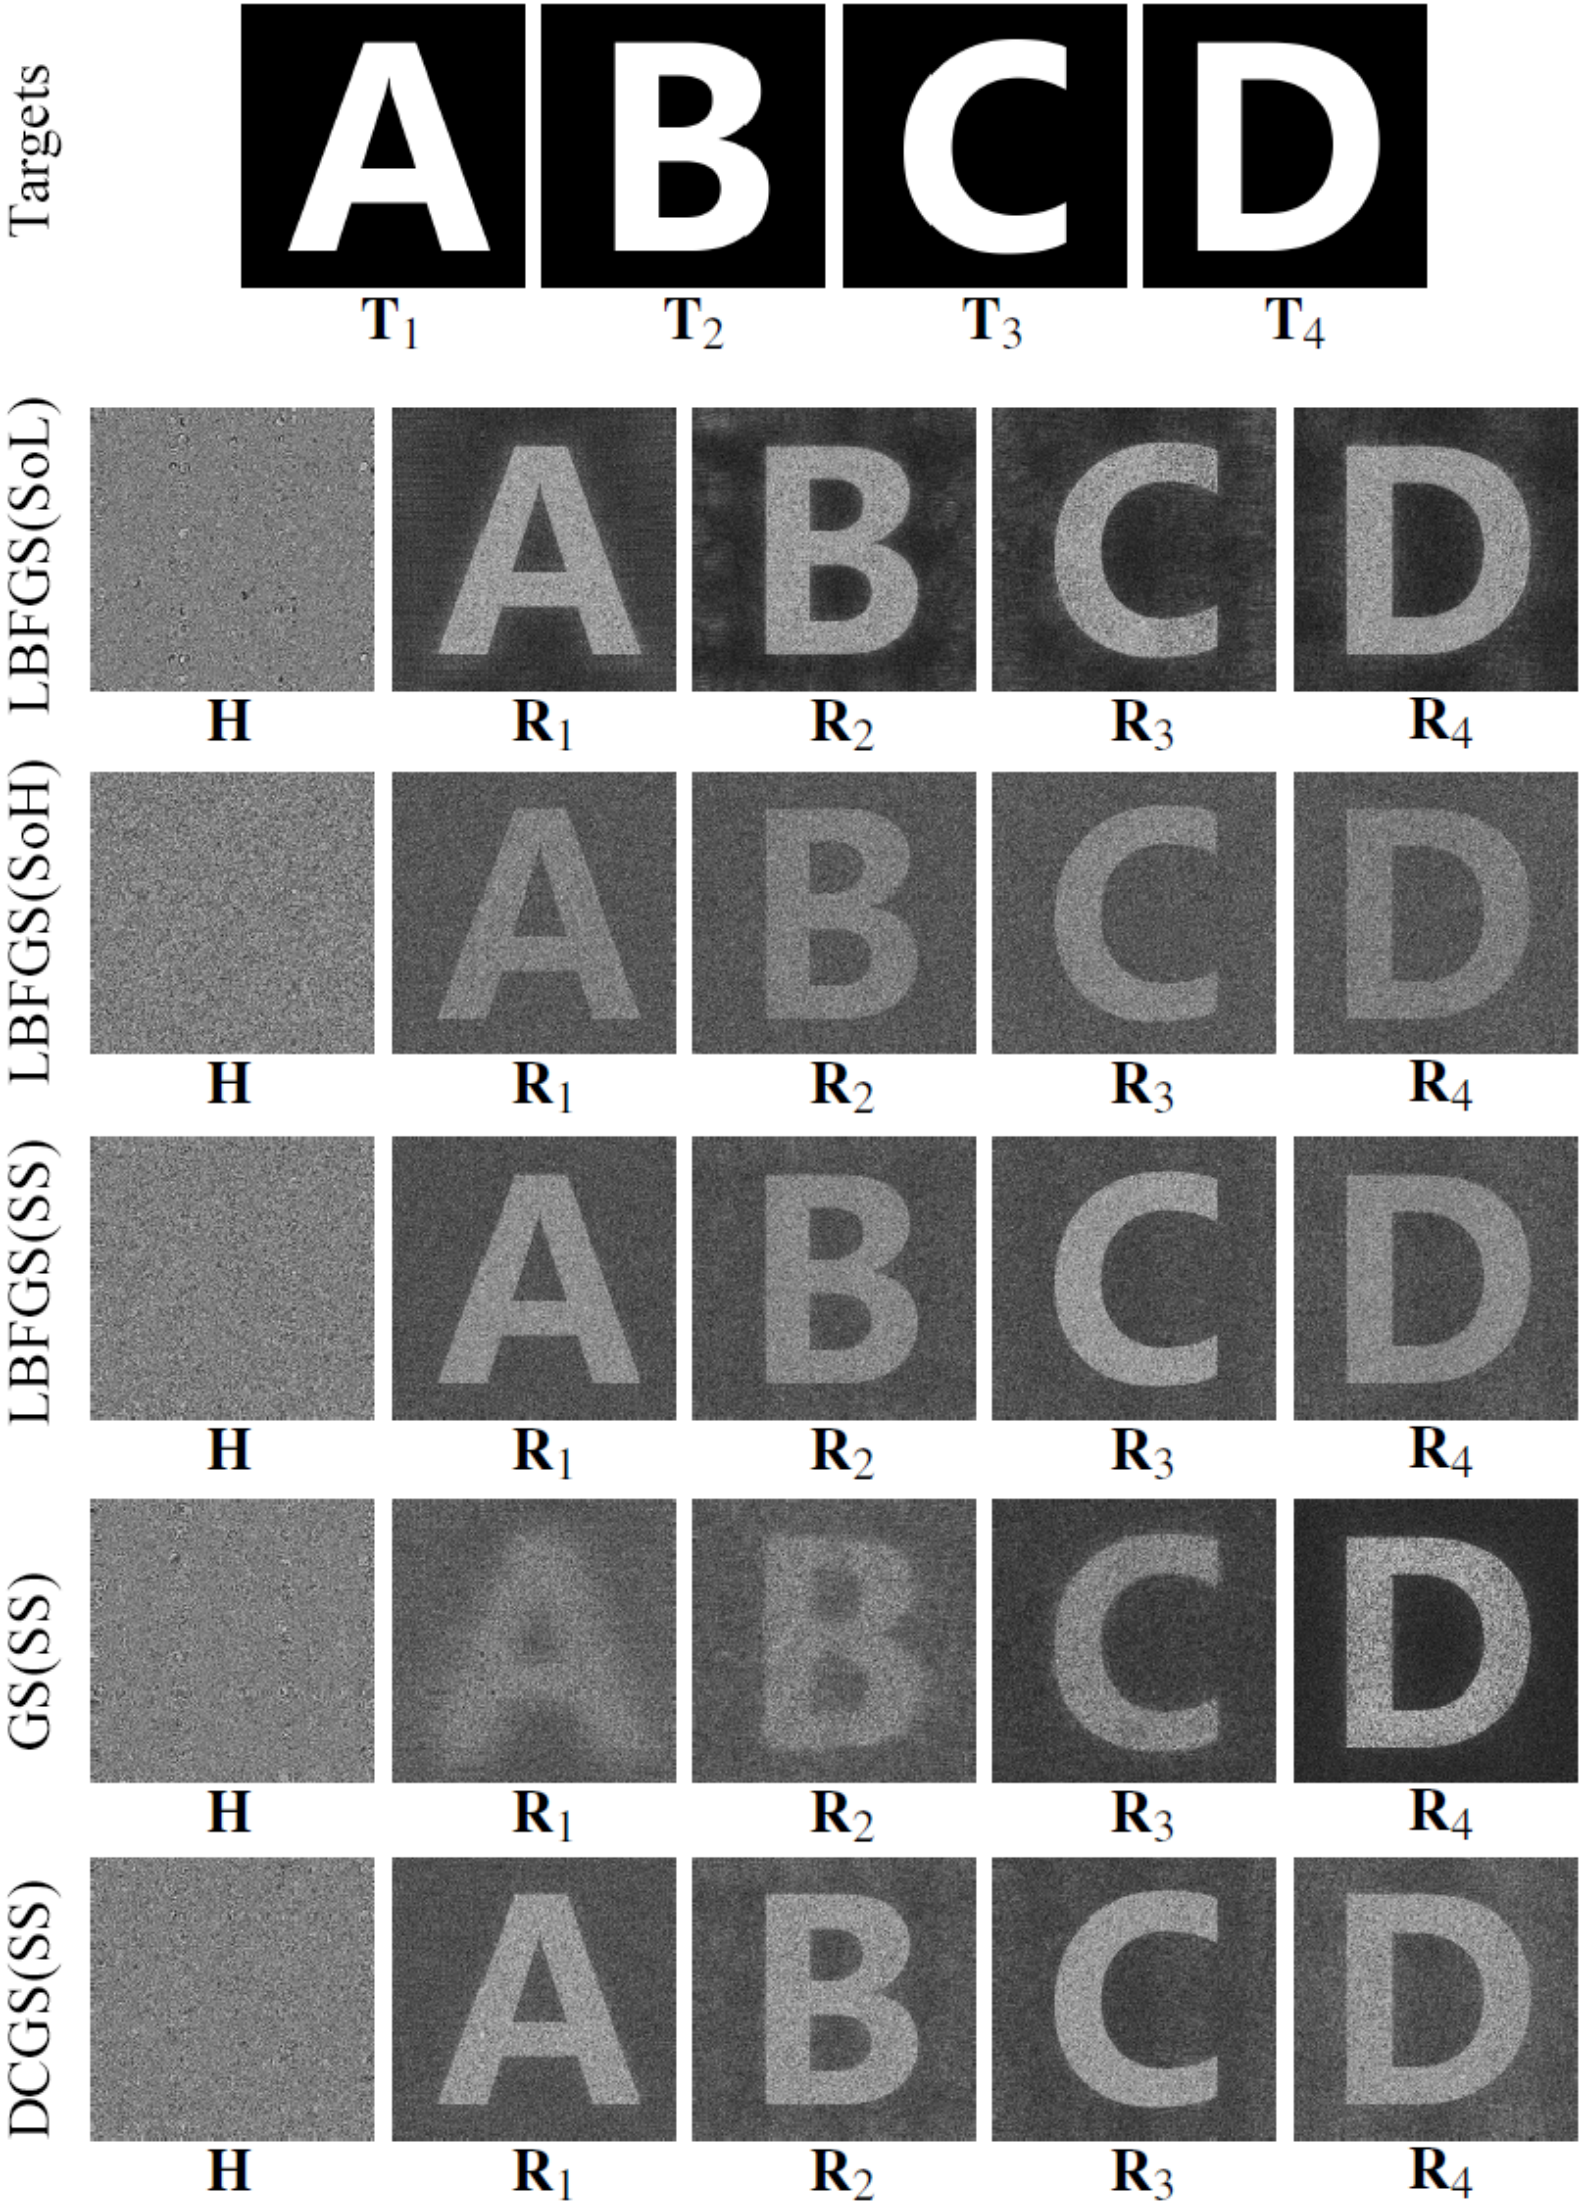 Targets
A B C D
T1 T2 T3 T4
LBFGS(SoL)
A B C D
H R1 R2 R3 R4
LBFGS(SoH)
A B C D
H R1 R2 R3 R4
LBFGS(SS)
A B C D
H R1 R2 R3 R4
GS(SS)
A B C D
H R1 R2 R3 R4
DCGS(SS)
A B C D
H R1 R2 R3 R4